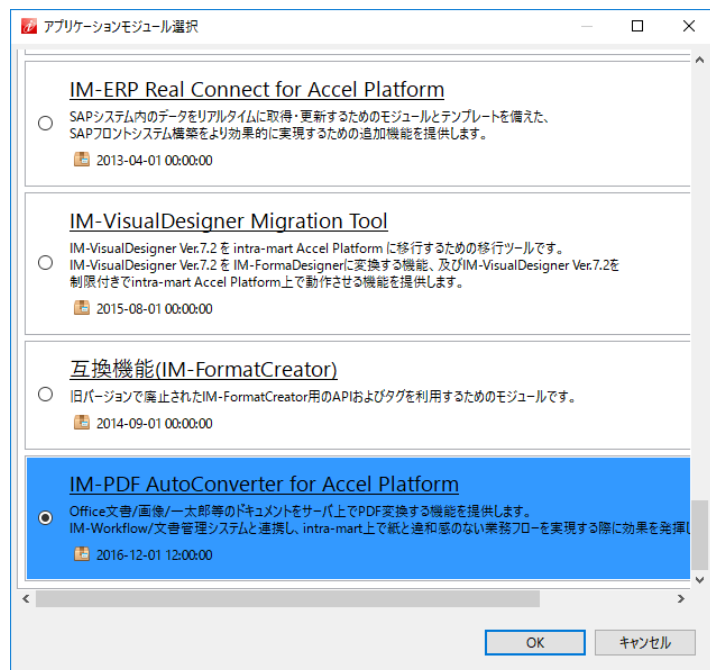 アプリケーションモジュール選択
IM-ERP Real Connect for Accel Platform
SAPシステム内のデータをリアルタイムに取得・更新するためのモジュールとテンプレートを備えた、
SAPフロントシステム構築をより効果的に実現するための追加機能を提供します。
2013-04-01 00:00:00
IM-VisualDesigner Migration Tool
IM-VisualDesigner Ver.7.2 を intra-mart Accel Platform に移行するための移行ツールです。
IM-VisualDesigner Ver.7.2 を IM-FormaDesignerに変換する機能、及びIM-VisualDesigner Ver.7.2を
制限付きでintra-mart Accel Platform上で動作させる機能を提供します。
2015-08-01 00:00:00
互換機能(IM-FormatCreator)
旧バージョンで廃止されたIM-FormatCreator用のAPIおよびタグを利用するためのモジュールです。
2014-09-01 00:00:00
IM-PDF AutoConverter for Accel Platform
Office文書/画像/一太郎等のドキュメントをサーバ上でPDF変換する機能を提供します。
IM-Workflow/文書管理システムと連携し、intra-mart上で紙と違和感のない業務フローを実現する際に効果を発揮し
2016-12-01 12:00:00
OK
キャンセル